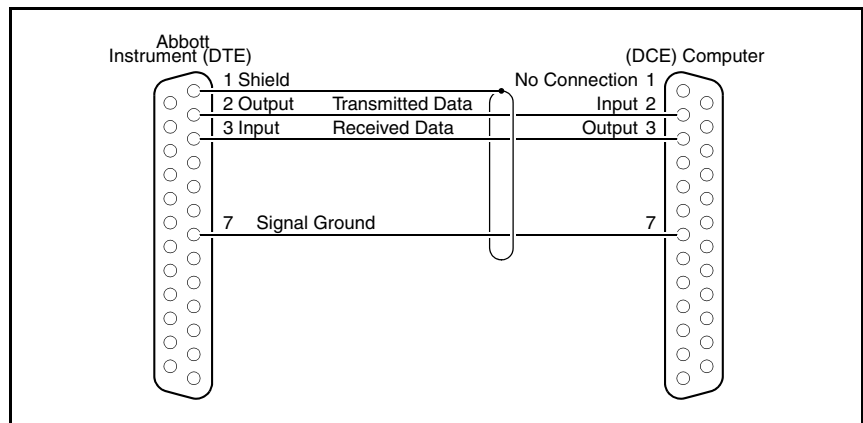 Abbott
Instrument (DTE)
(DCE) Computer
1 Shield
No Connection 1
2 Output Transmitted Data
Input 2
3 Input Received Data
Output 3
7 Signal Ground
7